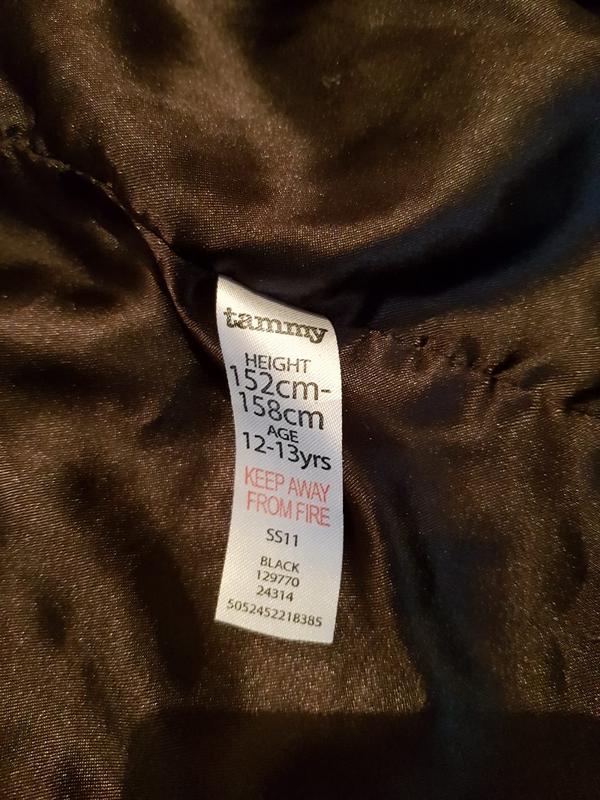 tammy
HEIGHT
152cm-
158cm
AGE
12-13yrs
KEEP AWAY
FROM FIRE
SS11
BLACK
129770
24314
5052452218385